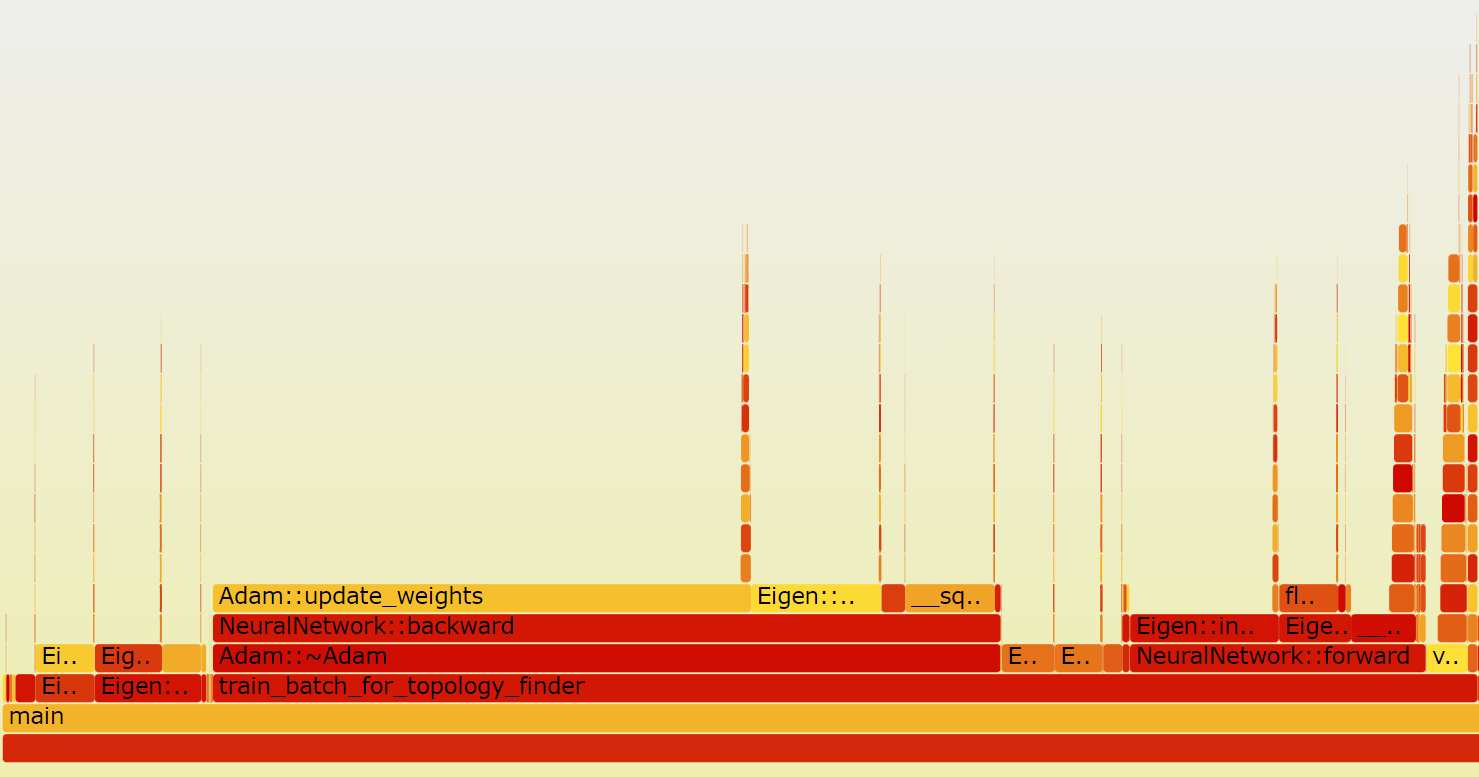 Adam::update_weights Eigen::.. __sq.. fl..
NeuralNetwork::backward Eigen::in.. Eige.. __..
Ei.. Eig.. Adam::~Adam E.. E.. NeuralNetwork::forward v..
Ei.. Eigen:.. train_batch_for_topology_finder
main